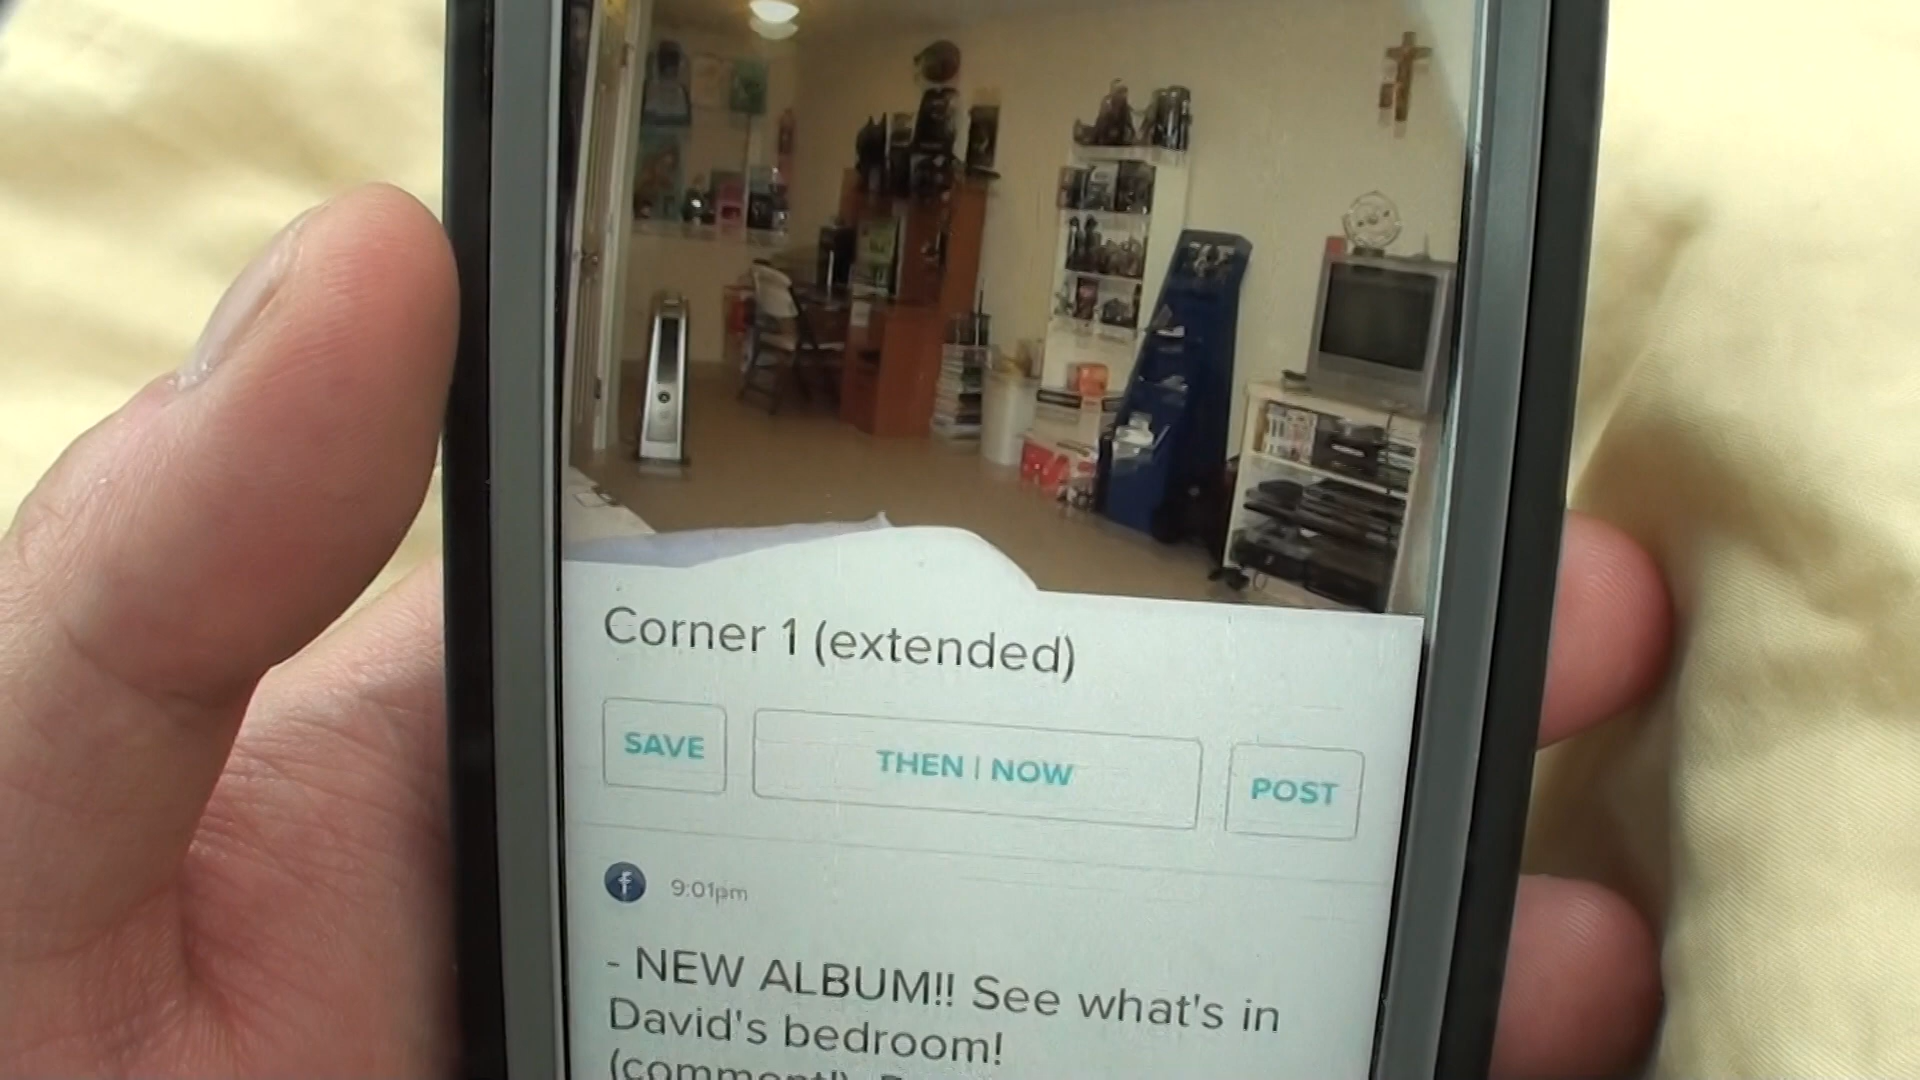 Corner 1 (extended)
SAVE
THEN | NOW
POST
f 9:01pm
- NEW ALBUM!! See what's in
David's bedroom!